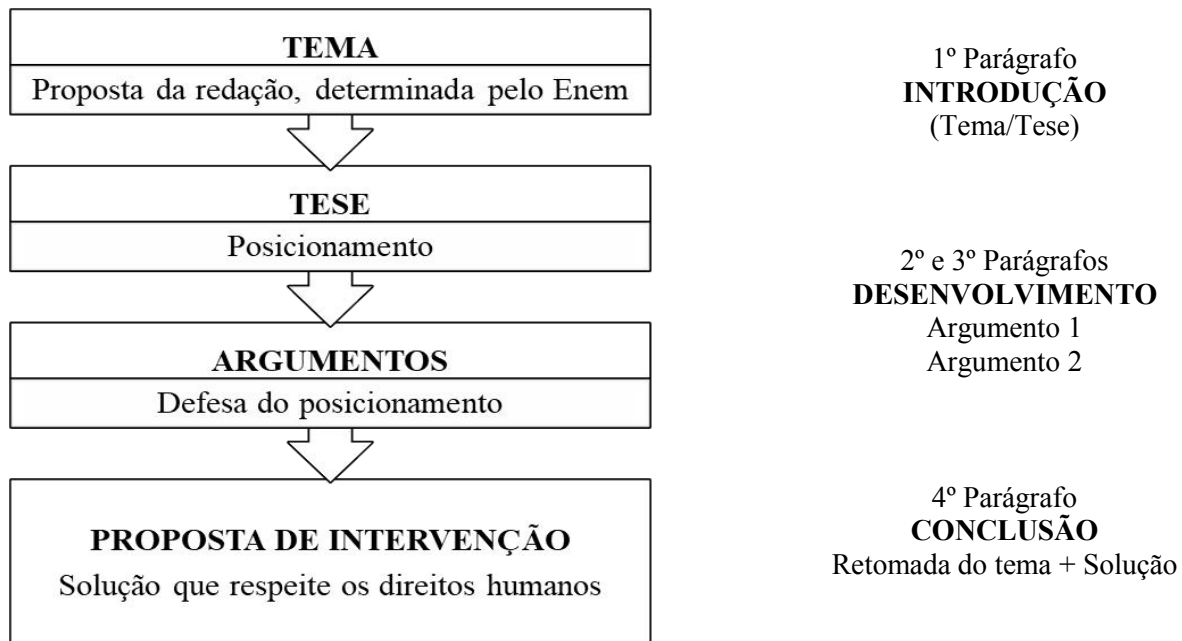 TEMA
Proposta da redação, determinada pelo Enem
TESE
Posicionamento
ARGUMENTOS
Defesa do posicionamento
PROPOSTA DE INTERVENÇÃO
Solução que respeite os direitos humanos
1º Parágrafo
INTRODUÇÃO
(Tema/Tese)
2º e 3º Parágrafos
DESENVOLVIMENTO
Argumento 1
Argumento 2
4º Parágrafo
CONCLUSÃO
Retomada do tema + Solução